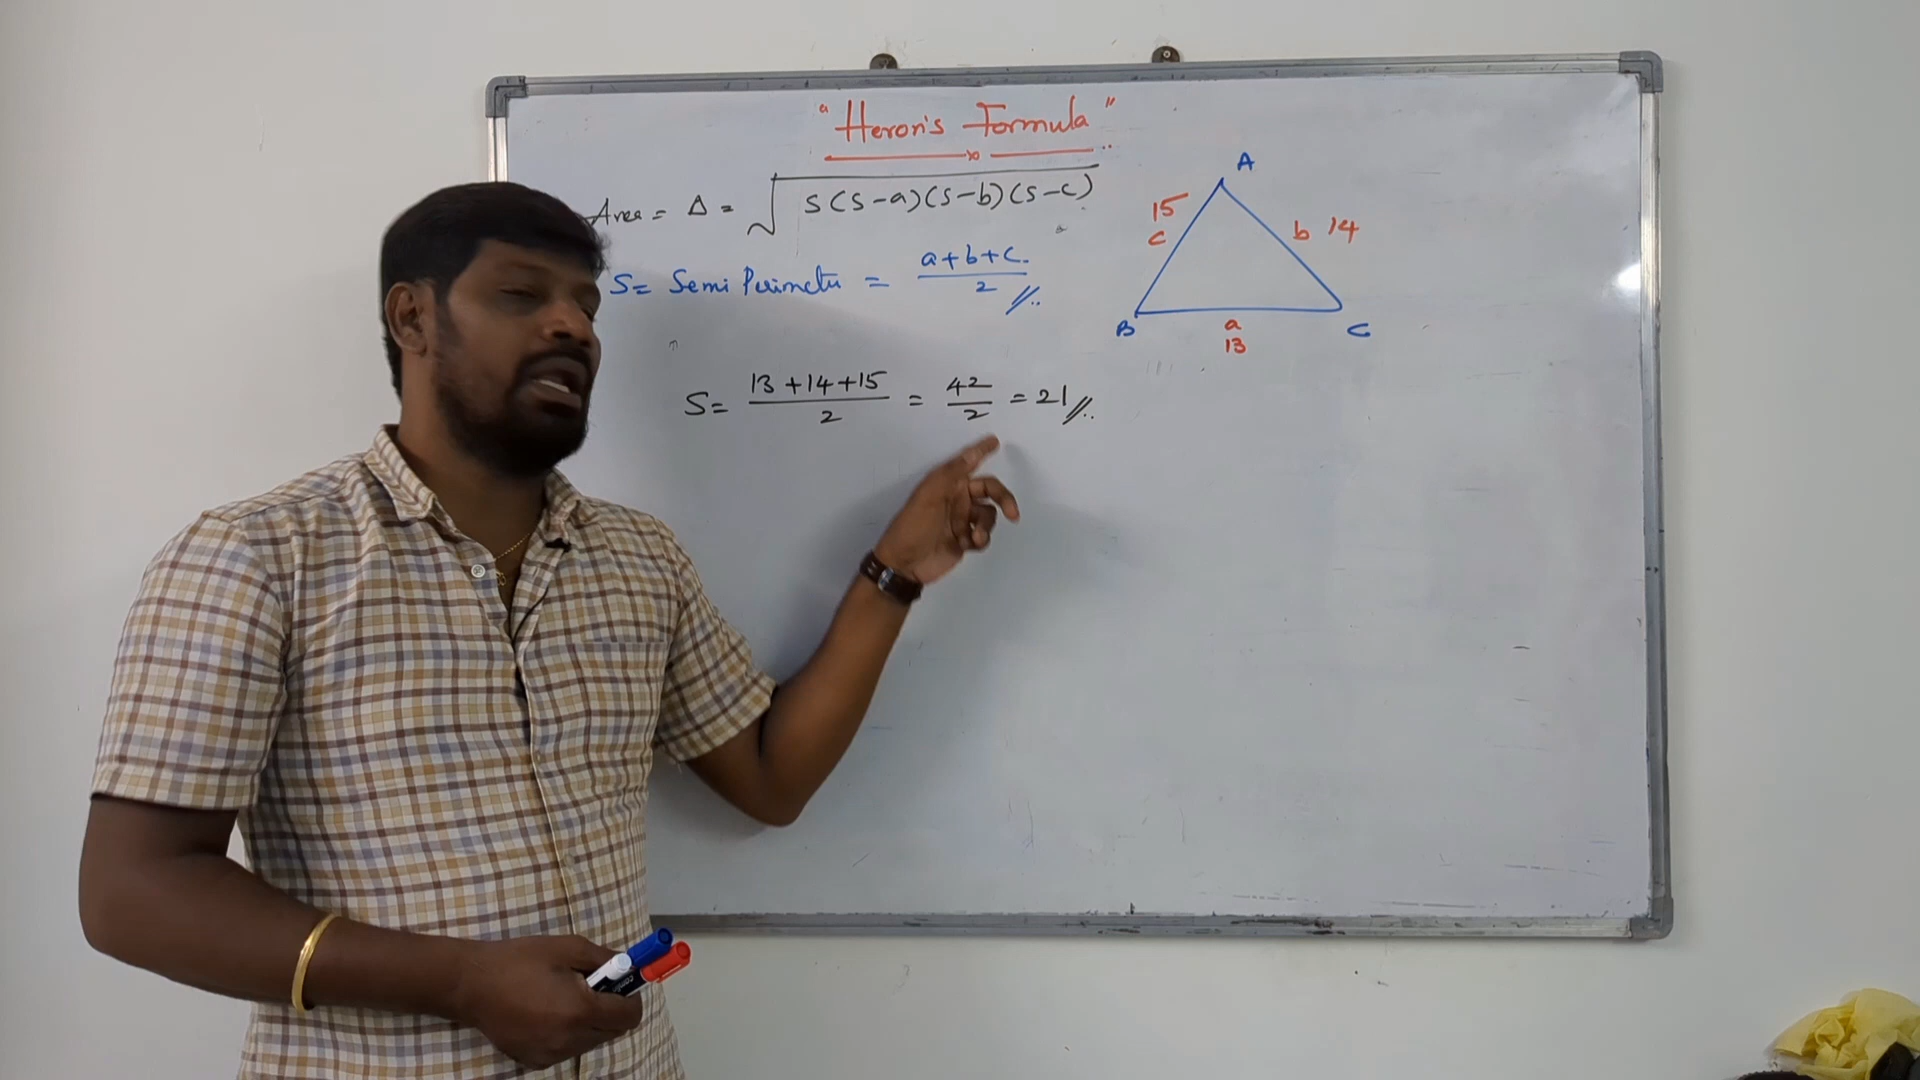 "Heron's Formula"
Area = Δ = √s(s-a)(s-b)(s-c)
S= Semi Perimeter = a+b+c/2
S= 13+14+15/2 = 42/2 = 21
A
15
c
b 14
B
a
C
13